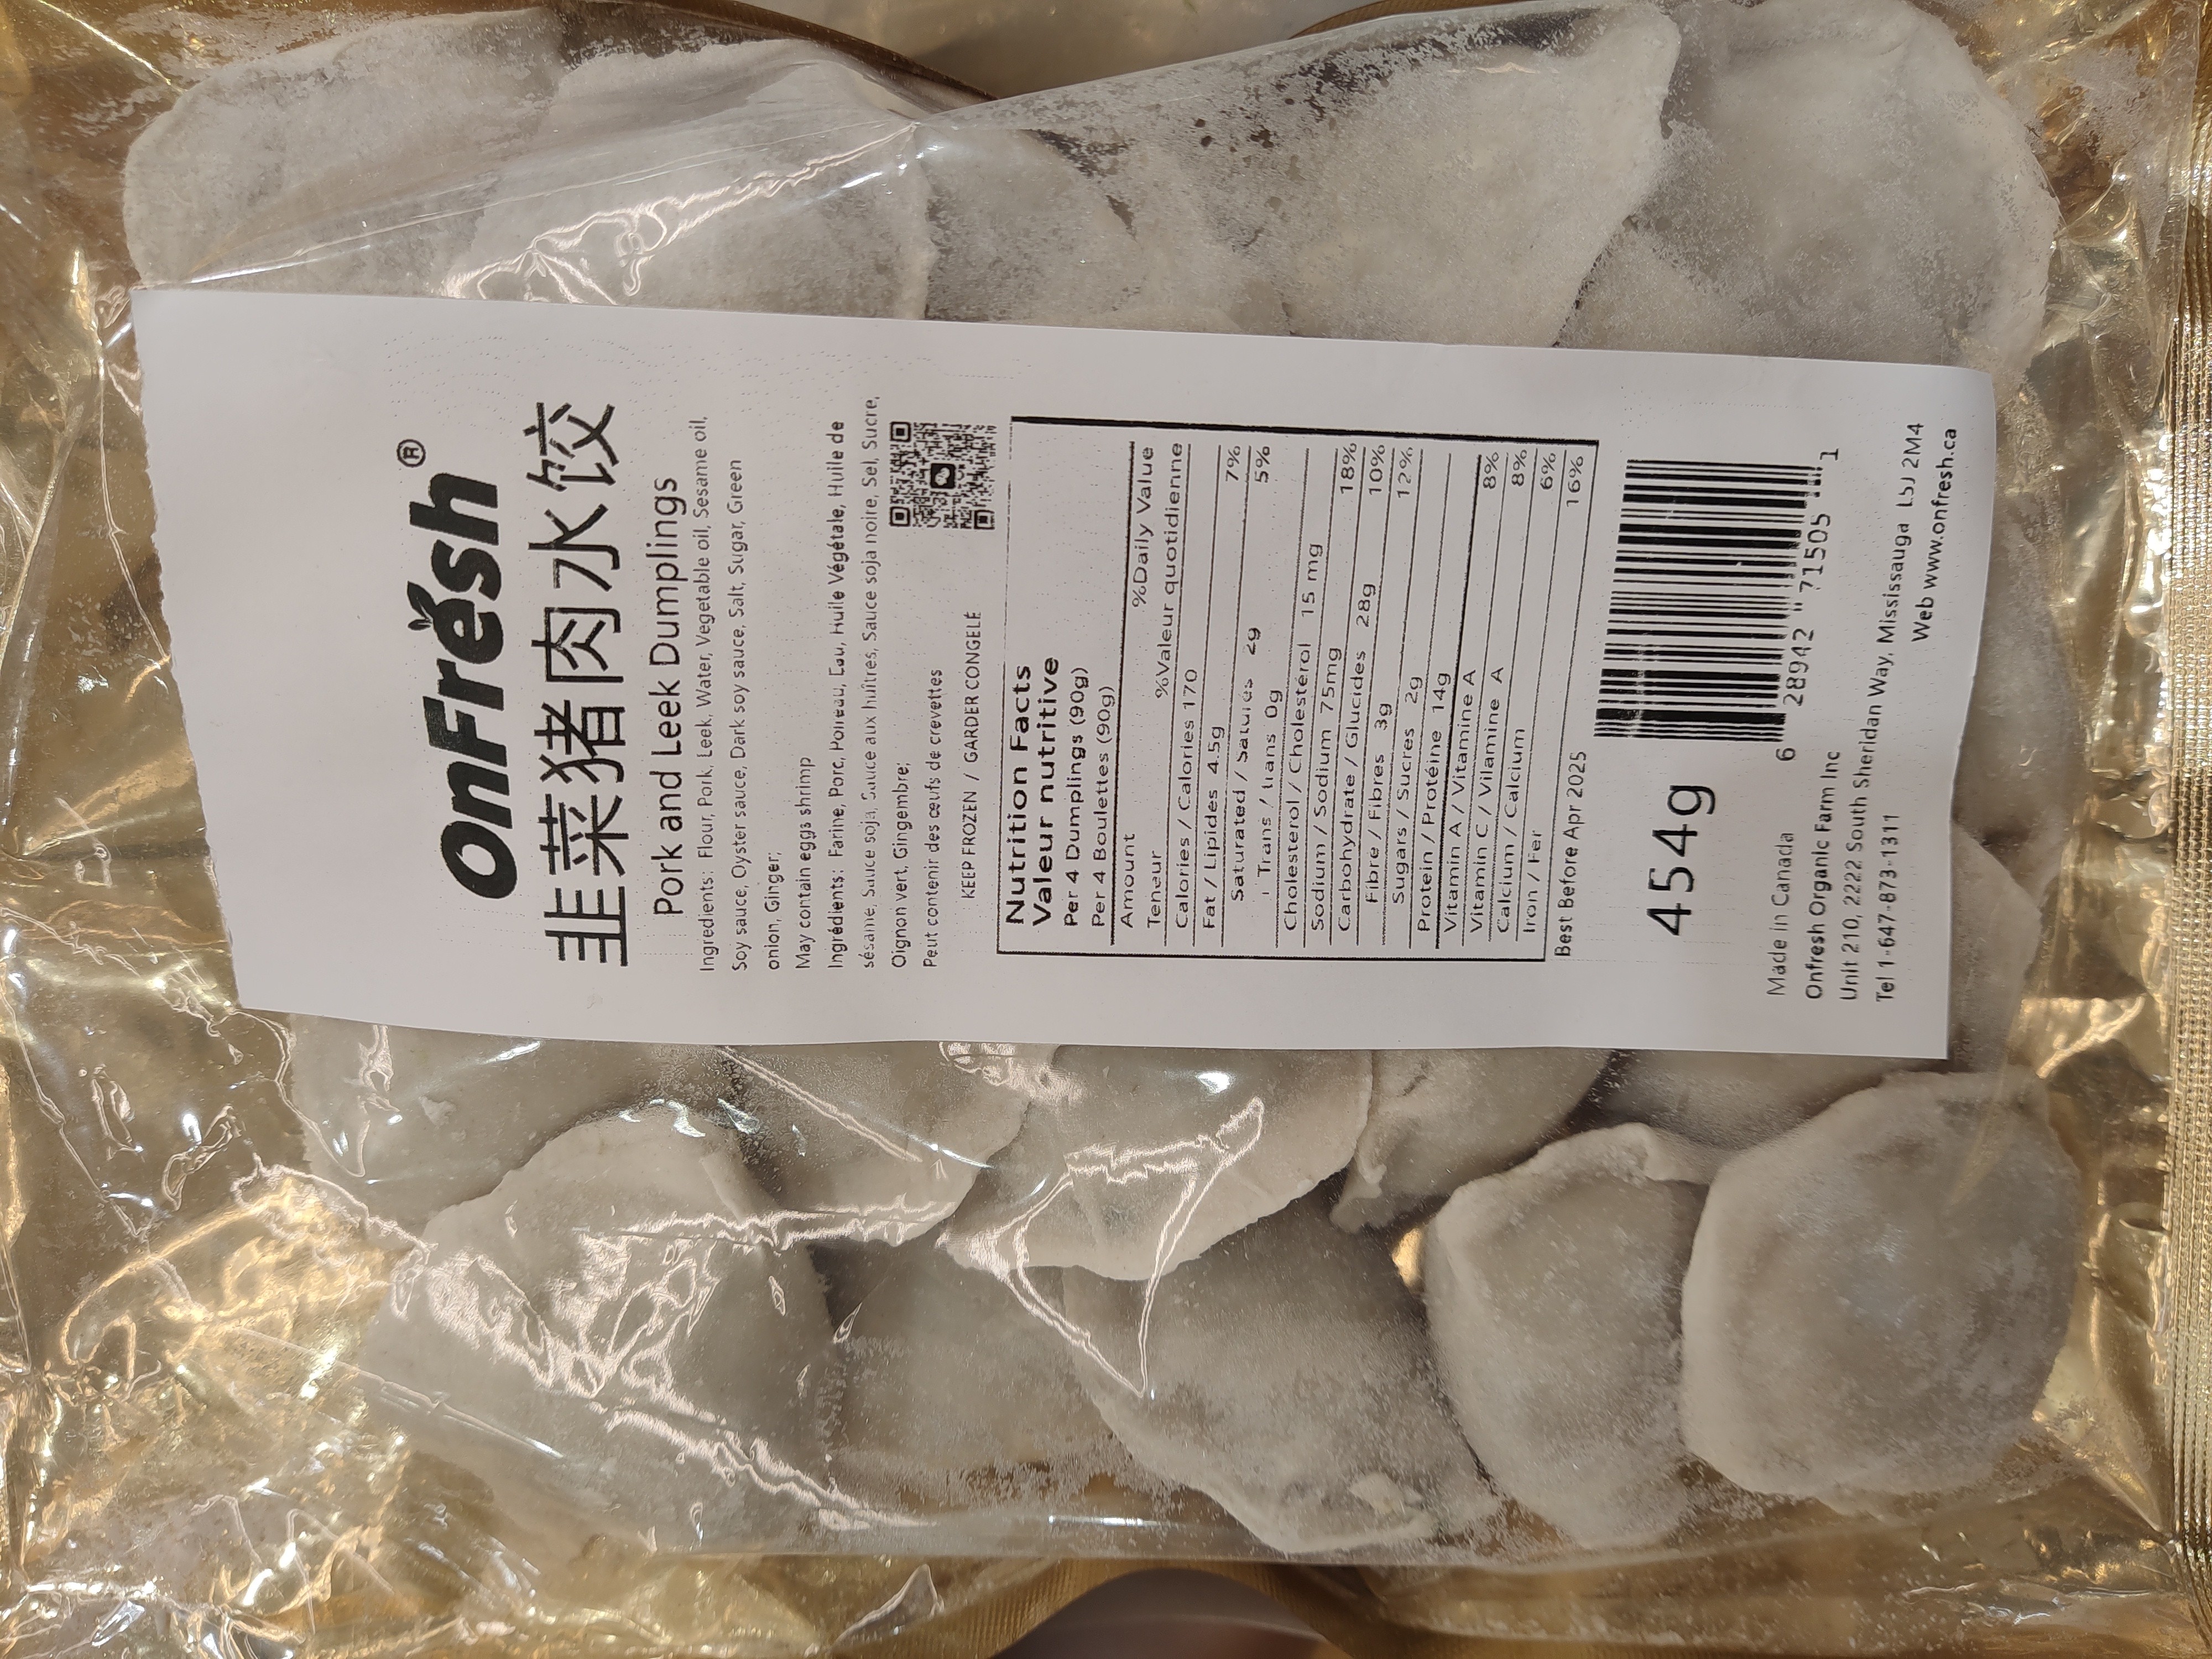 OnFresh®
韭菜猪肉水饺
Pork and Leek Dumplings
Ingredients: Flour, Pork, Leek, Water, Vegetable oil, Sesame oil,
Soy sauce, Oyster sauce, Dark soy sauce, Salt, Sugar, Green
onion, Ginger;
May contain eggs shrimp
Ingrédients: Farine, Porc, Poireau, Eau, Huile Végétale, Huile de
sésame, Sauce soja, Sauce aux huîtres, Sauce soja noire, Sel, Sucre,
Oignon vert, Gingembre;
Peut contenir des œufs de crevettes
KEEP FROZEN / GARDER CONGELÉ
Nutrition Facts
Valeur nutritive
Per 4 Dumplings (90g)
Per 4 Boulettes (90g)
Amount %Daily Value
Teneur %Valeur quotidienne
Calories / Calories 170
Fat / Lipides 4.5g 7%
Saturated / Saturés 2g 5%
+ Trans / trans 0g
Cholesterol / Cholestérol 15 mg
Sodium / Sodium 75mg
Carbohydrate / Glucides 28g 18%
Fibre / Fibres 3g 10%
Sugars / Sucres 2g 12%
Protein / Protéine 14g
Vitamin A / Vitamine A
Vitamin C / Vilamine A 8%
Calcium / Calcium 8%
Iron / Fer 6%
16%
Best Before Apr 2025
454g
6 28942 71505 1
Made in Canada
Onfresh Organic Farm Inc
Unit 210, 2222 South Sheridan Way, Mississauga L5J 2M4
Tel 1-647-873-1311 Web www.onfresh.ca